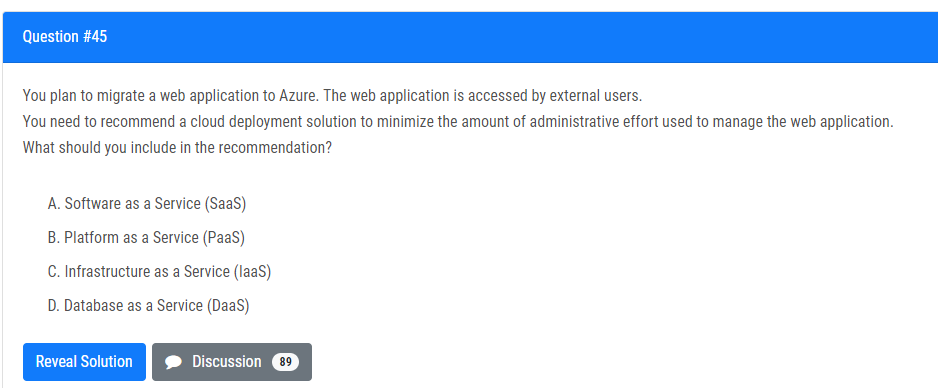 Question #45
You plan to migrate a web application to Azure. The web application is accessed by external users.
You need to recommend a cloud deployment solution to minimize the amount of administrative effort used to manage the web application.
What should you include in the recommendation?
A. Software as a Service (SaaS)
B. Platform as a Service (PaaS)
C. Infrastructure as a Service (IaaS)
D. Database as a Service (DaaS)
Reveal Solution
Discussion 89